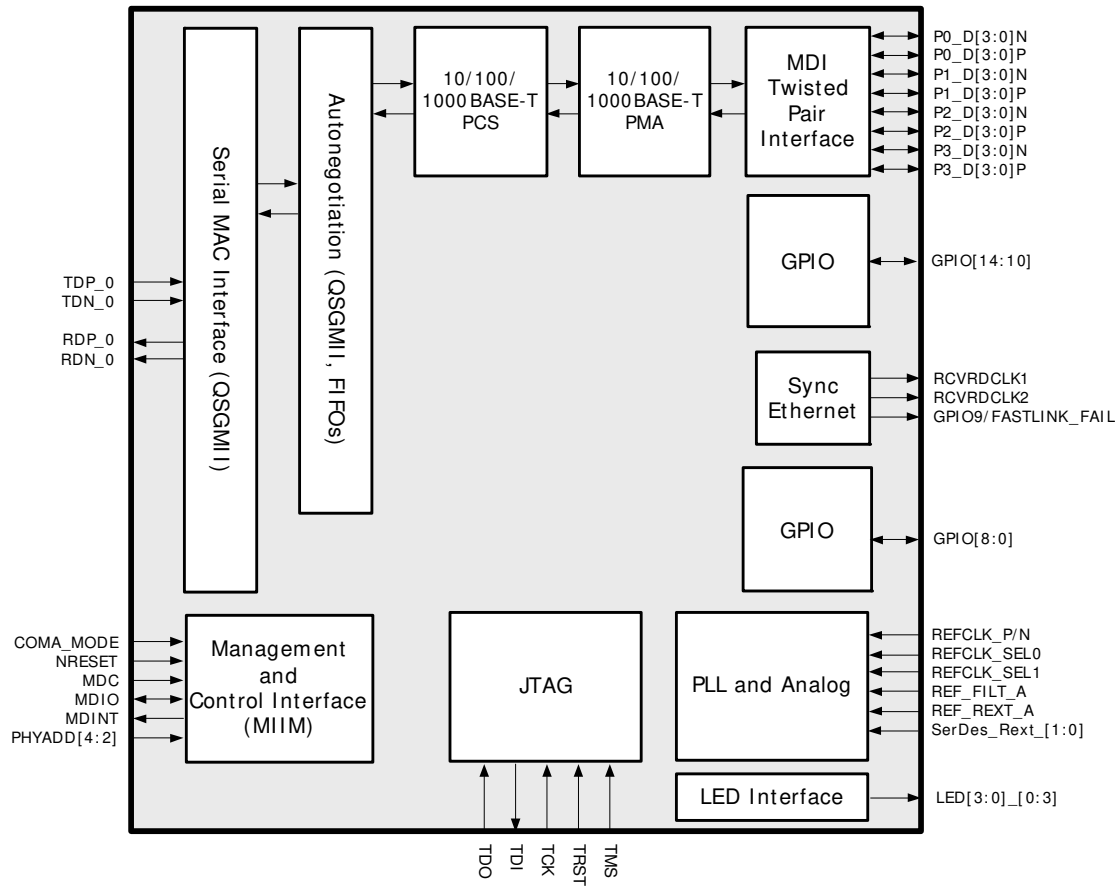 Serial MAC Interface (QSGMII)
Autonegotiation (QSGMII, FIFOs)
10/100/
1000BASE-T
PCS
10/100/
1000BASE-T
PMA
MDI
Twisted
Pair
Interface
P0_D[3:0]N
P0_D[3:0]P
P1_D[3:0]N
P1_D[3:0]P
P2_D[3:0]N
P2_D[3:0]P
P3_D[3:0]N
P3_D[3:0]P
GPIO
GPIO[14:10]
TDP_0
TDN_0
RDP_0
RDN_0
Sync
Ethernet
RCVRDCLK1
RCVRDCLK2
GPIO9/FASTLINK_FAIL
GPIO
GPIO[8:0]
COMA_MODE
NRESET
MDC
MDIO
MDINT
PHYADD[4:2]
Management
and
Control Interface
(MIIM)
JTAG
PLL and Analog
REFCLK_P/N
REFCLK_SEL0
REFCLK_SEL1
REF_FILT_A
REF_REXT_A
SerDes_Rext_[1:0]
LED Interface
LED[3:0]_[0:3]
TDO
TDI
TCK
TRST
TMS